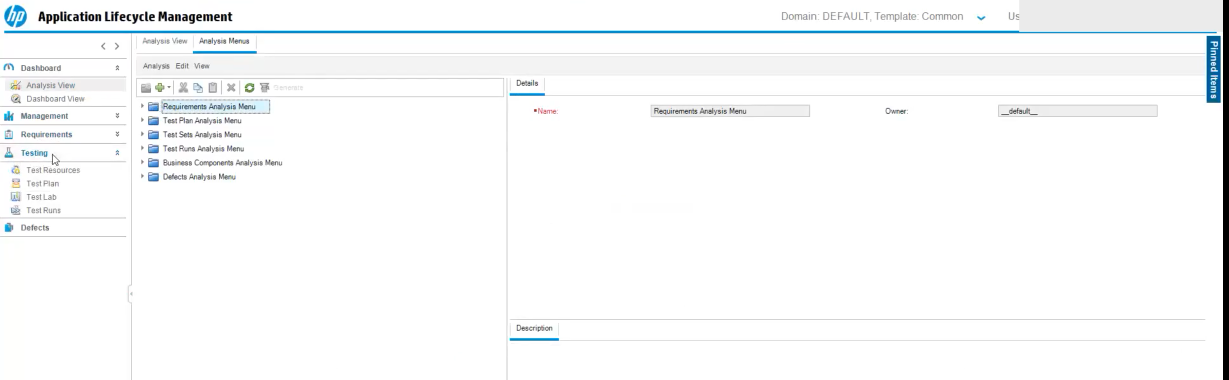 hp Application Lifecycle Management Domain: DEFAULT, Template: Common Us
Pinned Items
Dashboard
Analysis View
Dashboard View
Management
Requirements
Testing
Test Resources
Test Plan
Test Lab
Test Runs
Defects
Analysis View Analysis Menus
Analysis Edit View
Generate
Requirements Analysis Menu
Test Plan Analysis Menu
Test Sets Analysis Menu
Test Runs Analysis Menu
Business Components Analysis Menu
Defects Analysis Menu
Details
*Name: Requirements Analysis Menu Owner: __default__
Description